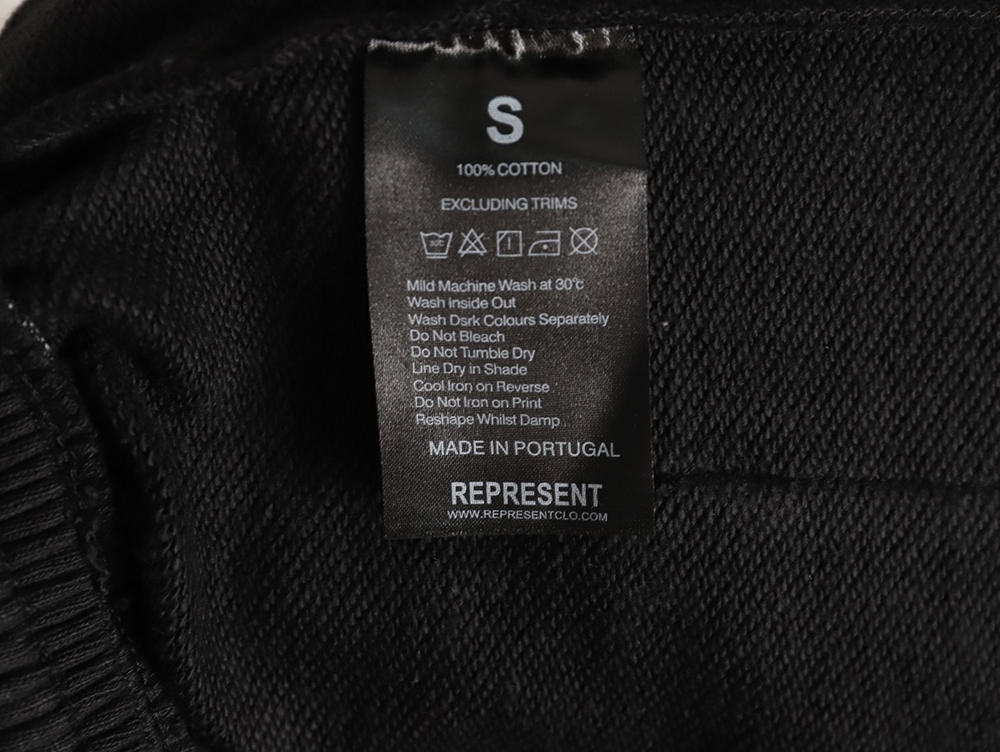 S
100% COTTON
EXCLUDING TRIMS
Mild Machine Wash at 30°c
Wash inside Out
Wash Dsrk Colours Separately
Do Not Bleach
Do Not Tumble Dry
Line Dry in Shade
Cool Iron on Reverse
Do Not Iron on Print
Reshape Whilst Damp
MADE IN PORTUGAL
REPRESENT
WWW.REPRESENTCLO.COM